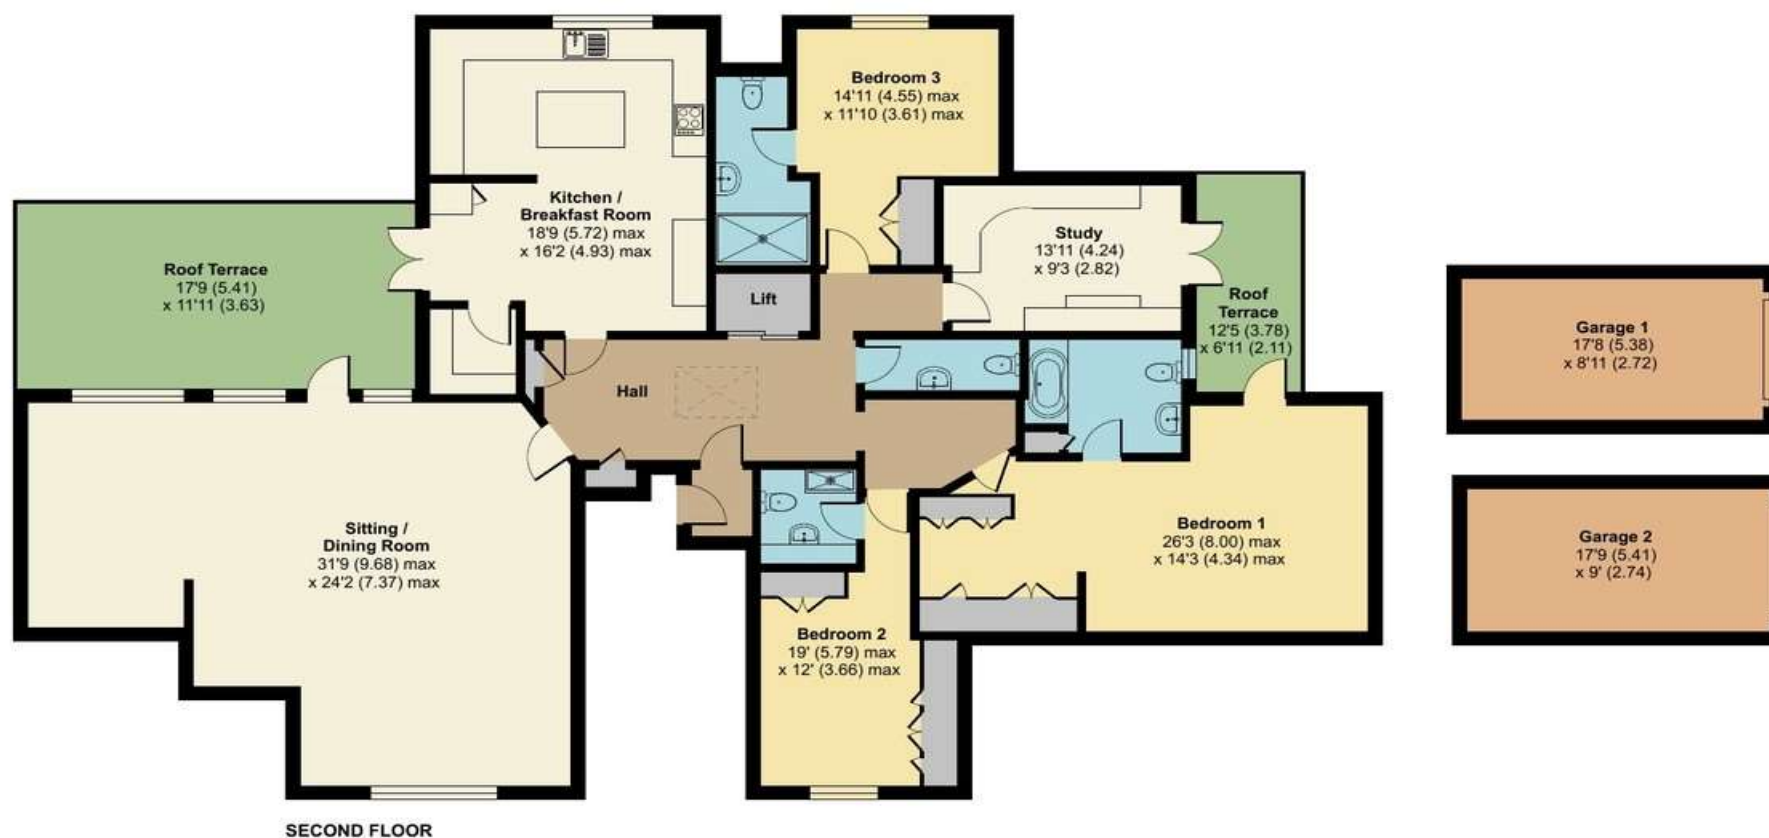 Bedroom 3
14'11 (4.55) max
x 11'10 (3.61) max
Kitchen /
Breakfast Room
18'9 (5.72) max
x 16'2 (4.93) max
Study
13'11 (4.24)
x 9'3 (2.82)
Roof Terrace
17'9 (5.41)
x 11'11 (3.63)
Lift
Roof
Terrace
12'5 (3.78)
x 6'11 (2.11)
Garage 1
17'8 (5.38)
x 8'11 (2.72)
Hall
Sitting /
Dining Room
31'9 (9.68) max
x 24'2 (7.37) max
Bedroom 1
26'3 (8.00) max
x 14'3 (4.34) max
Garage 2
17'9 (5.41)
x 9' (2.74)
Bedroom 2
19' (5.79) max
x 12' (3.66) max
SECOND FLOOR